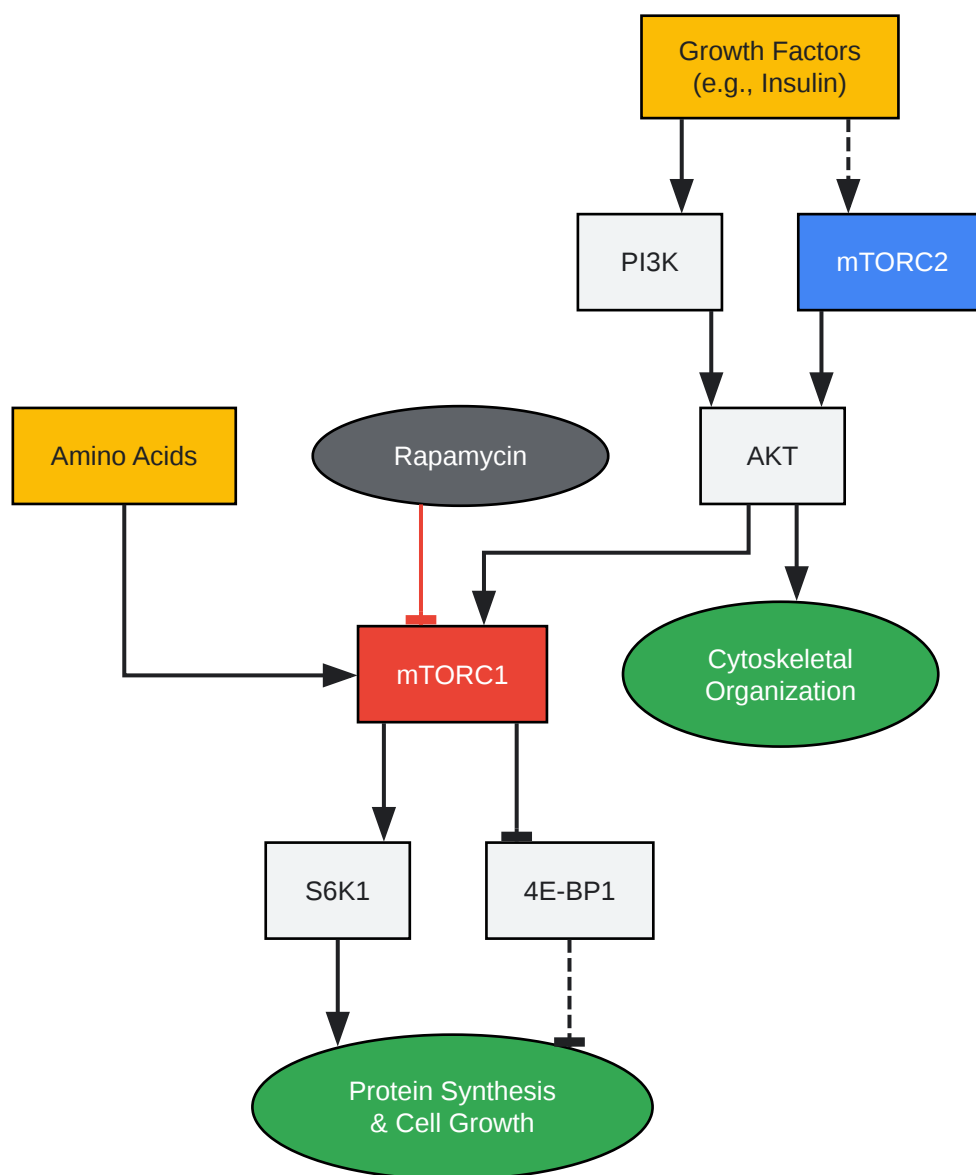 Growth Factors
(e.g., Insulin)
PI3K
mTORC2
Amino Acids
Rapamycin
AKT
mTORC1
Cytoskeletal
Organization
S6K1
4E-BP1
Protein Synthesis
& Cell Growth